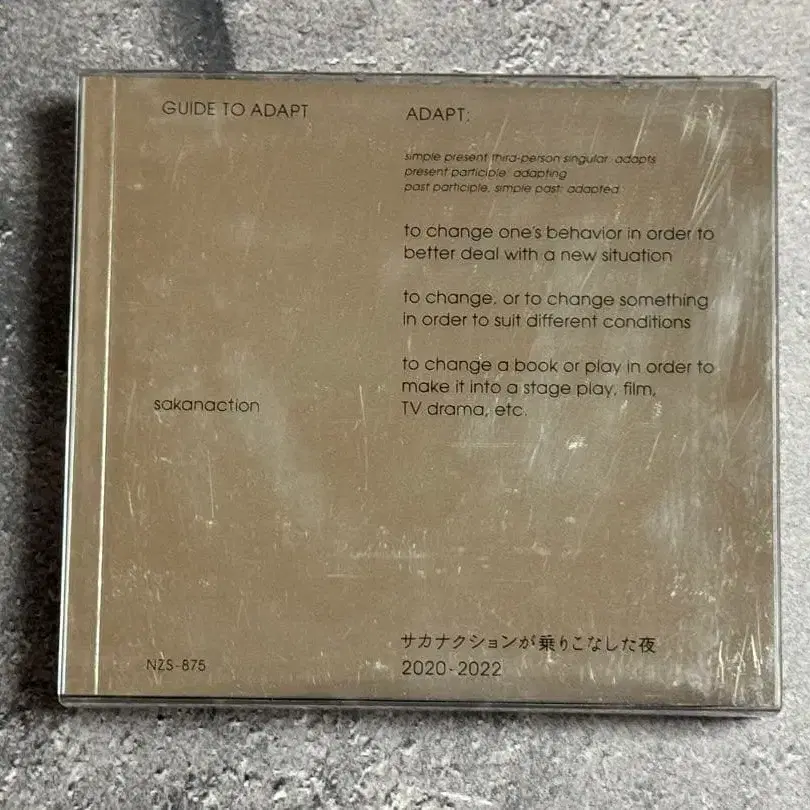 GUIDE TO ADAPT
ADAPT:
simple present third-person singular: adapts
present participle: adapting
past participle, simple past: adapted
to change one's behavior in order to
better deal with a new situation
to change, or to change something
in order to suit different conditions
to change a book or play in order to
make it into a stage play, film,
TV drama, etc.
sakanaction
サカナクションが乗りこなした夜
NZS-875
2020-2022